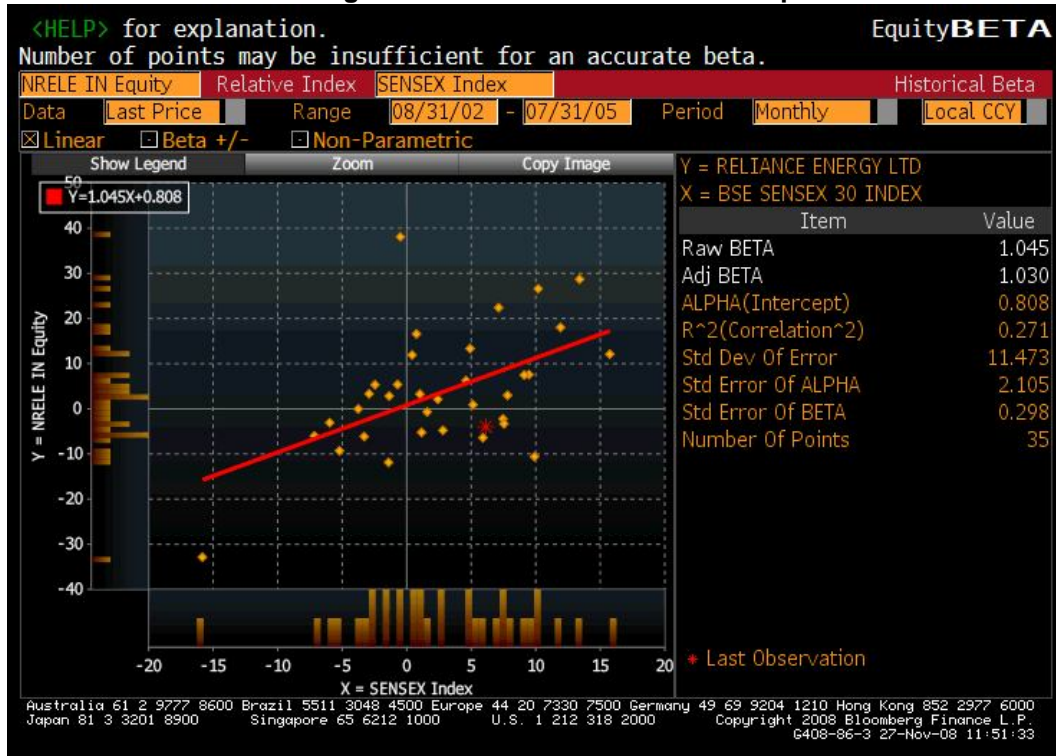 <HELP> for explanation. EquityBETA
Number of points may be insufficient for an accurate beta.
NRELE IN Equity Relative Index SENSEX Index Historical Beta
Data Last Price Range 08/31/02 - 07/31/05 Period Monthly Local CCY
Linear Beta +/- Non-Parametric
Show Legend Zoom Copy Image
Y=1.045X+0.808
50
40
30
20
10
0
-10
-20
-30
-40
Y = NRELE IN Equity
-20 -15 -10 -5 0 5 10 15 20
X = SENSEX Index
Y = RELIANCE ENERGY LTD
X = BSE SENSEX 30 INDEX
Item Value
Raw BETA 1.045
Adj BETA 1.030
ALPHA(Intercept) 0.808
R^2(Correlation^2) 0.271
Std Dev Of Error 11.473
Std Error Of ALPHA 2.105
Std Error Of BETA 0.298
Number Of Points 35
* Last Observation
Australia 61 2 9777 8600 Brazil 5511 3048 4500 Europe 44 20 7330 7500 Germany 49 69 9204 1210 Hong Kong 852 2977 6000
Japan 81 3 3201 8900 Singapore 65 6212 1000 U.S. 1 212 318 2000 Copyright 2008 Bloomberg Finance L.P.
G408-86-3 27-Nov-08 11:51:33